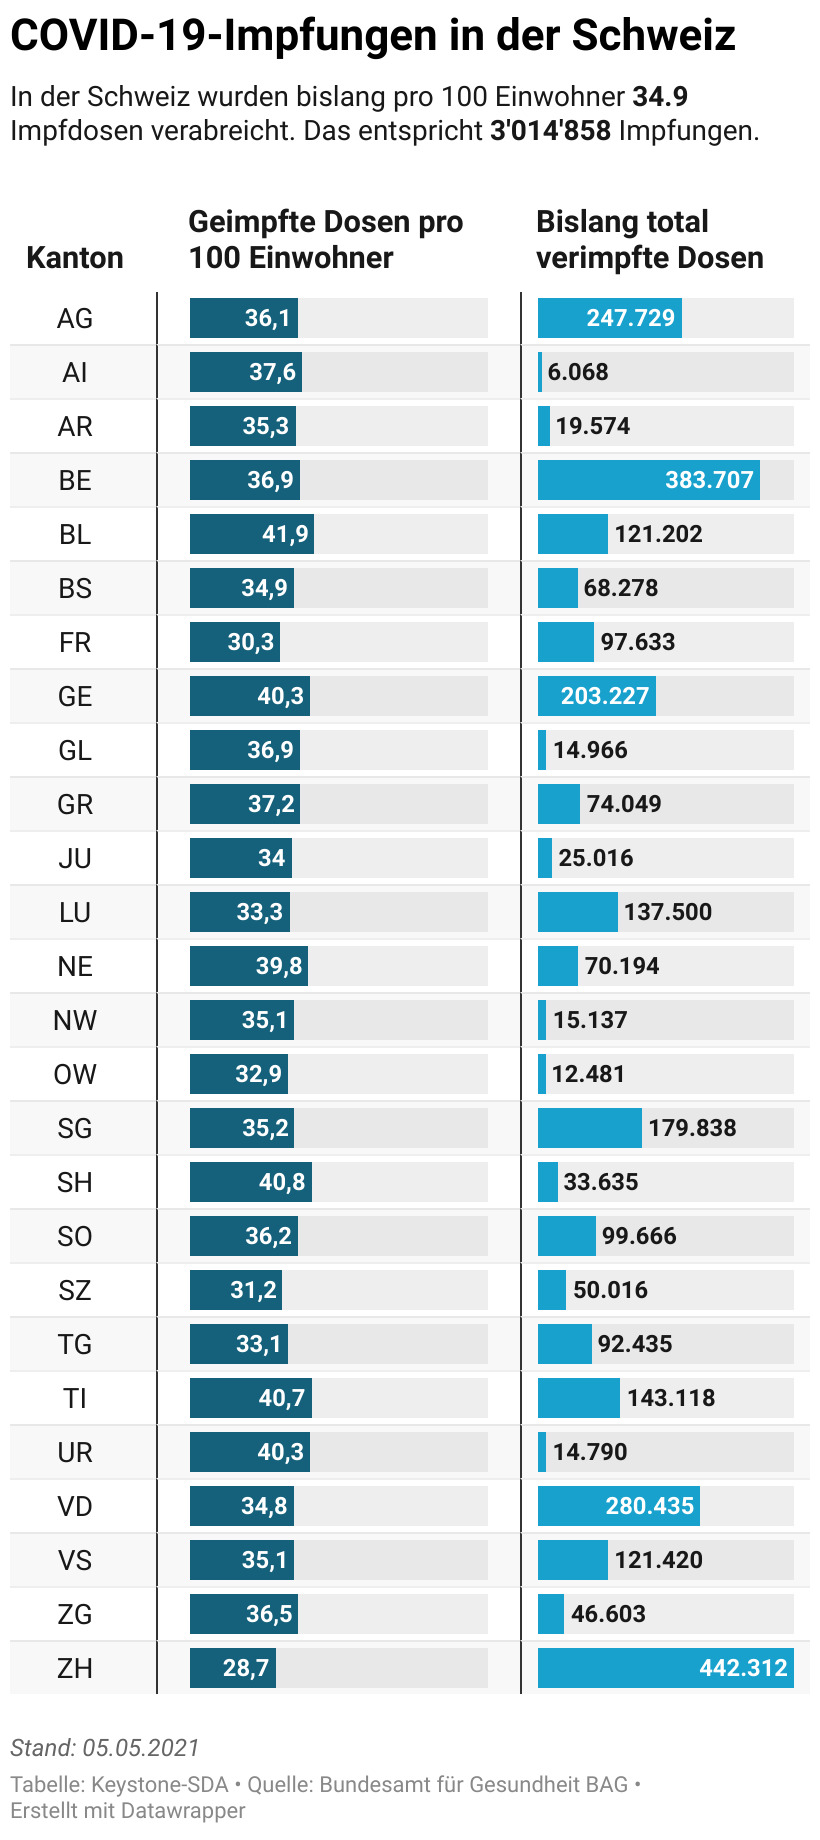 COVID-19-Impfungen in der Schweiz
In der Schweiz wurden bislang pro 100 Einwohner 34.9
Impfdosen verabreicht. Das entspricht 3'014'858 Impfungen.
Kanton Geimpfte Dosen pro 100 Einwohner Bislang total verimpfte Dosen
AG 36,1 247.729
AI 37,6 6.068
AR 35,3 19.574
BE 36,9 383.707
BL 41,9 121.202
BS 34,9 68.278
FR 30,3 97.633
GE 40,3 203.227
GL 36,9 14.966
GR 37,2 74.049
JU 34 25.016
LU 33,3 137.500
NE 39,8 70.194
NW 35,1 15.137
OW 32,9 12.481
SG 35,2 179.838
SH 40,8 33.635
SO 36,2 99.666
SZ 31,2 50.016
TG 33,1 92.435
TI 40,7 143.118
UR 40,3 14.790
VD 34,8 280.435
VS 35,1 121.420
ZG 36,5 46.603
ZH 28,7 442.312
Stand: 05.05.2021
Tabelle: Keystone-SDA • Quelle: Bundesamt für Gesundheit BAG •
Erstellt mit Datawrapper